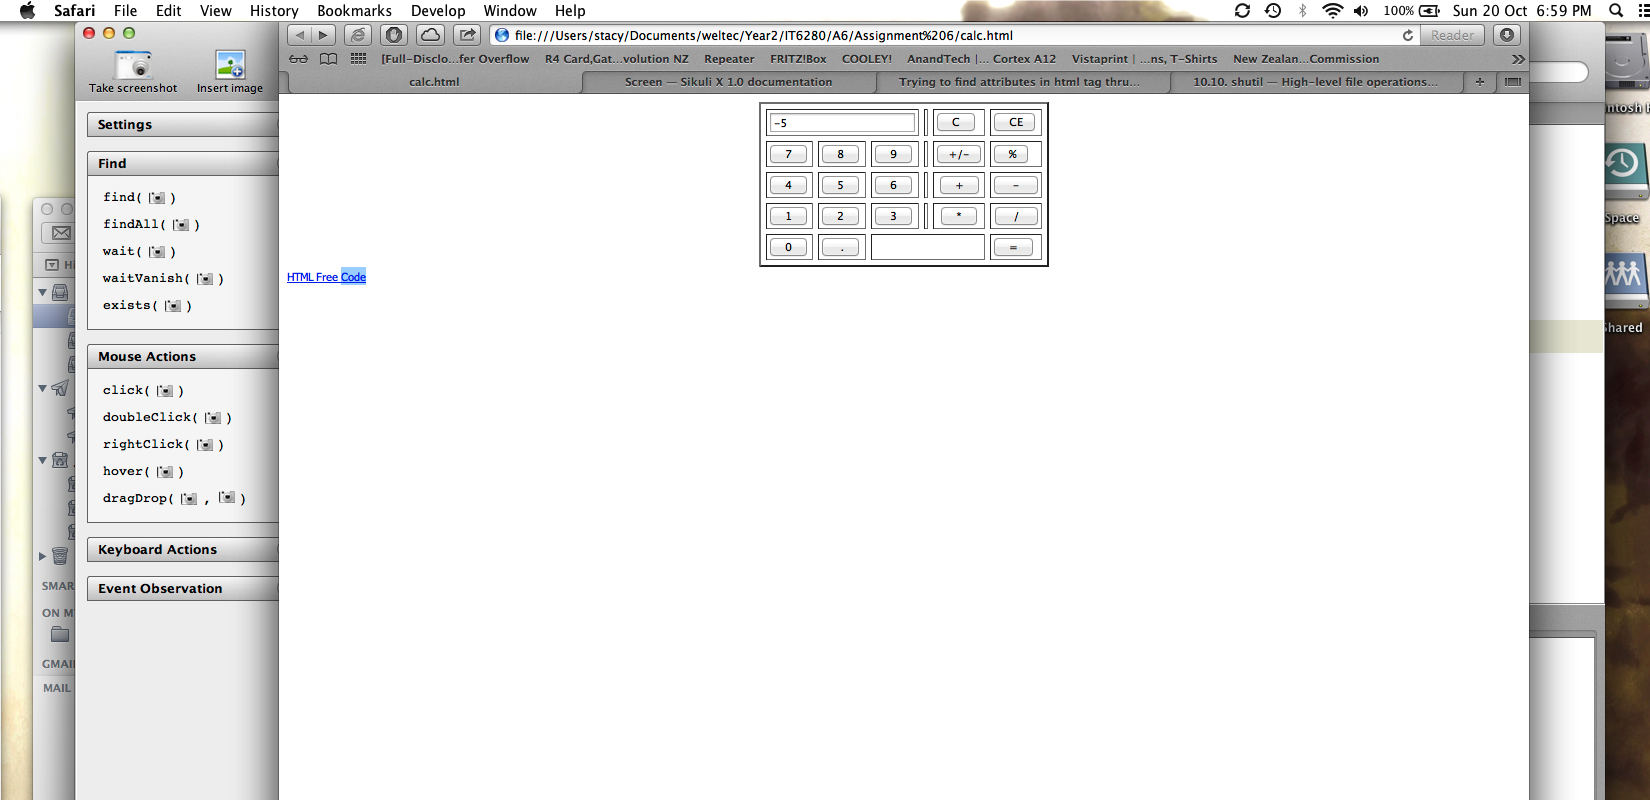 Safari File Edit View History Bookmarks Develop Window Help 100% Sun 20 Oct 6:59 PM
file:///Users/stacy/Documents/weltec/Year2/IT6280/A6/Assignment%206/calc.html Reader
[Full-Disclo...fer Overflow R4 Card,Gat...volution NZ Repeater FRITZ!Box COOLEY! AnandTech |... Cortex A12 Vistaprint | ...ns, T-Shirts New Zealan...Commission
calc.html Screen — Sikuli X 1.0 documentation Trying to find attributes in html tag thru... 10.10. shutil — High-level file operations... +
Take screenshot Insert image
Settings
Find
find( )
findAll( )
wait( )
waitVanish( )
exists( )
Mouse Actions
click( )
doubleClick( )
rightClick( )
hover( )
dragDrop( , )
Keyboard Actions
Event Observation
-5 C CE
7 8 9 +/- %
4 5 6 + -
1 2 3 * /
0 . =
HTML Free Code
SMAR
ON M
GMAI
MAIL
Space